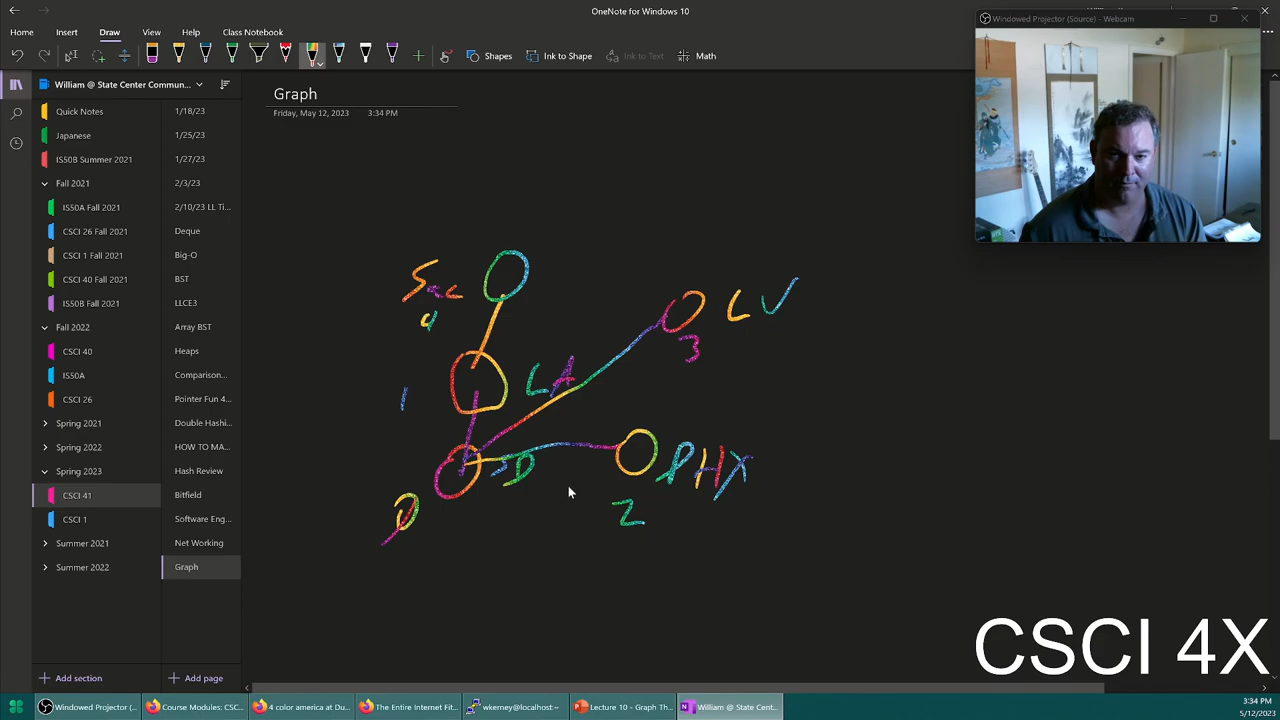 OneNote for Windows 10
Windowed Projector (Source) - Webcam
Home Insert Draw View Help Class Notebook
Shapes Ink to Shape Ink to Text Math
William @ State Center Commun...
Quick Notes
Japanese
IS50B Summer 2021
Fall 2021
IS50A Fall 2021
CSCI 26 Fall 2021
CSCI 1 Fall 2021
CSCI 40 Fall 2021
IS50B Fall 2021
Fall 2022
CSCI 40
IS50A
CSCI 26
Spring 2021
Spring 2022
Spring 2023
CSCI 41
CSCI 1
Summer 2021
Summer 2022
Add section
1/18/23
1/25/23
1/27/23
2/3/23
2/10/23 LL Ti...
Deque
Big-O
BST
LLCE3
Array BST
Heaps
Comparison...
Pointer Fun 4...
Double Hashi...
HOW TO MA...
Hash Review
Bitfield
Software Eng...
Net Working
Graph
Add page
Graph
Friday, May 12, 2023 3:34 PM
Sac
4
LV
3
1
LA
SD
0
PHX
2
CSCI 4X
Windowed Projector (...
Course Modules: CSC...
4 color america at Du...
The Entire Internet Fit...
wkerney@localhost:~
Lecture 10 - Graph Th...
William @ State Cent...
3:34 PM
5/12/2023